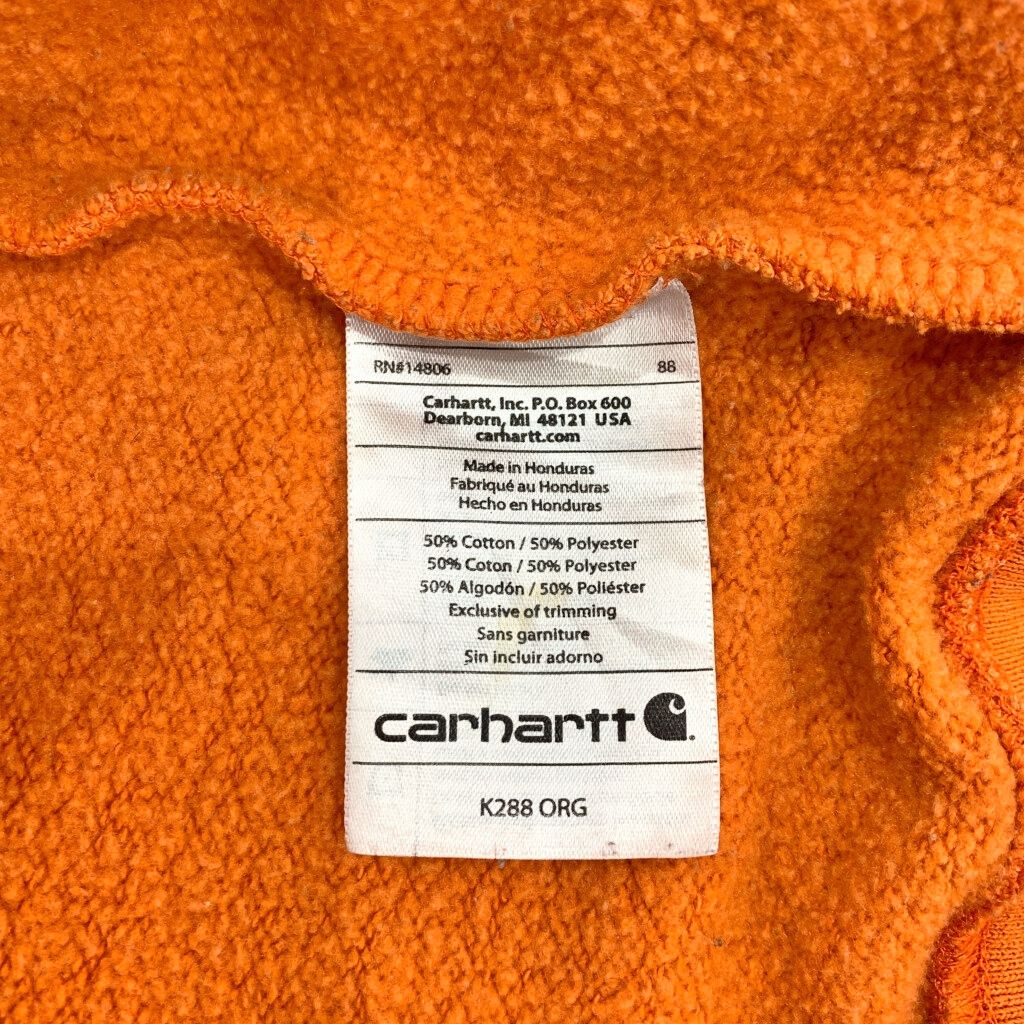 RN#14806 88
Carhartt, Inc. P.O. Box 600
Dearborn, MI 48121 USA
carhartt.com
Made in Honduras
Fabriqué au Honduras
Hecho en Honduras
50% Cotton / 50% Polyester
50% Coton / 50% Polyester
50% Algodón / 50% Poliéster
Exclusive of trimming
Sans garniture
Sin incluir adorno
carhartt
K288 ORG